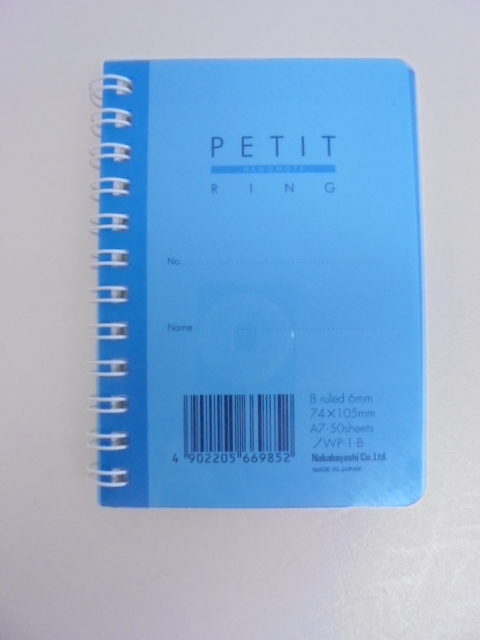 PETIT
MEMONOTE
RING
No.
Name
B ruled 6mm
74×105mm
A7-50sheets
ノWP-1-B
Nakabayashi Co.,Ltd.
MADE IN JAPAN
4 902205 669852